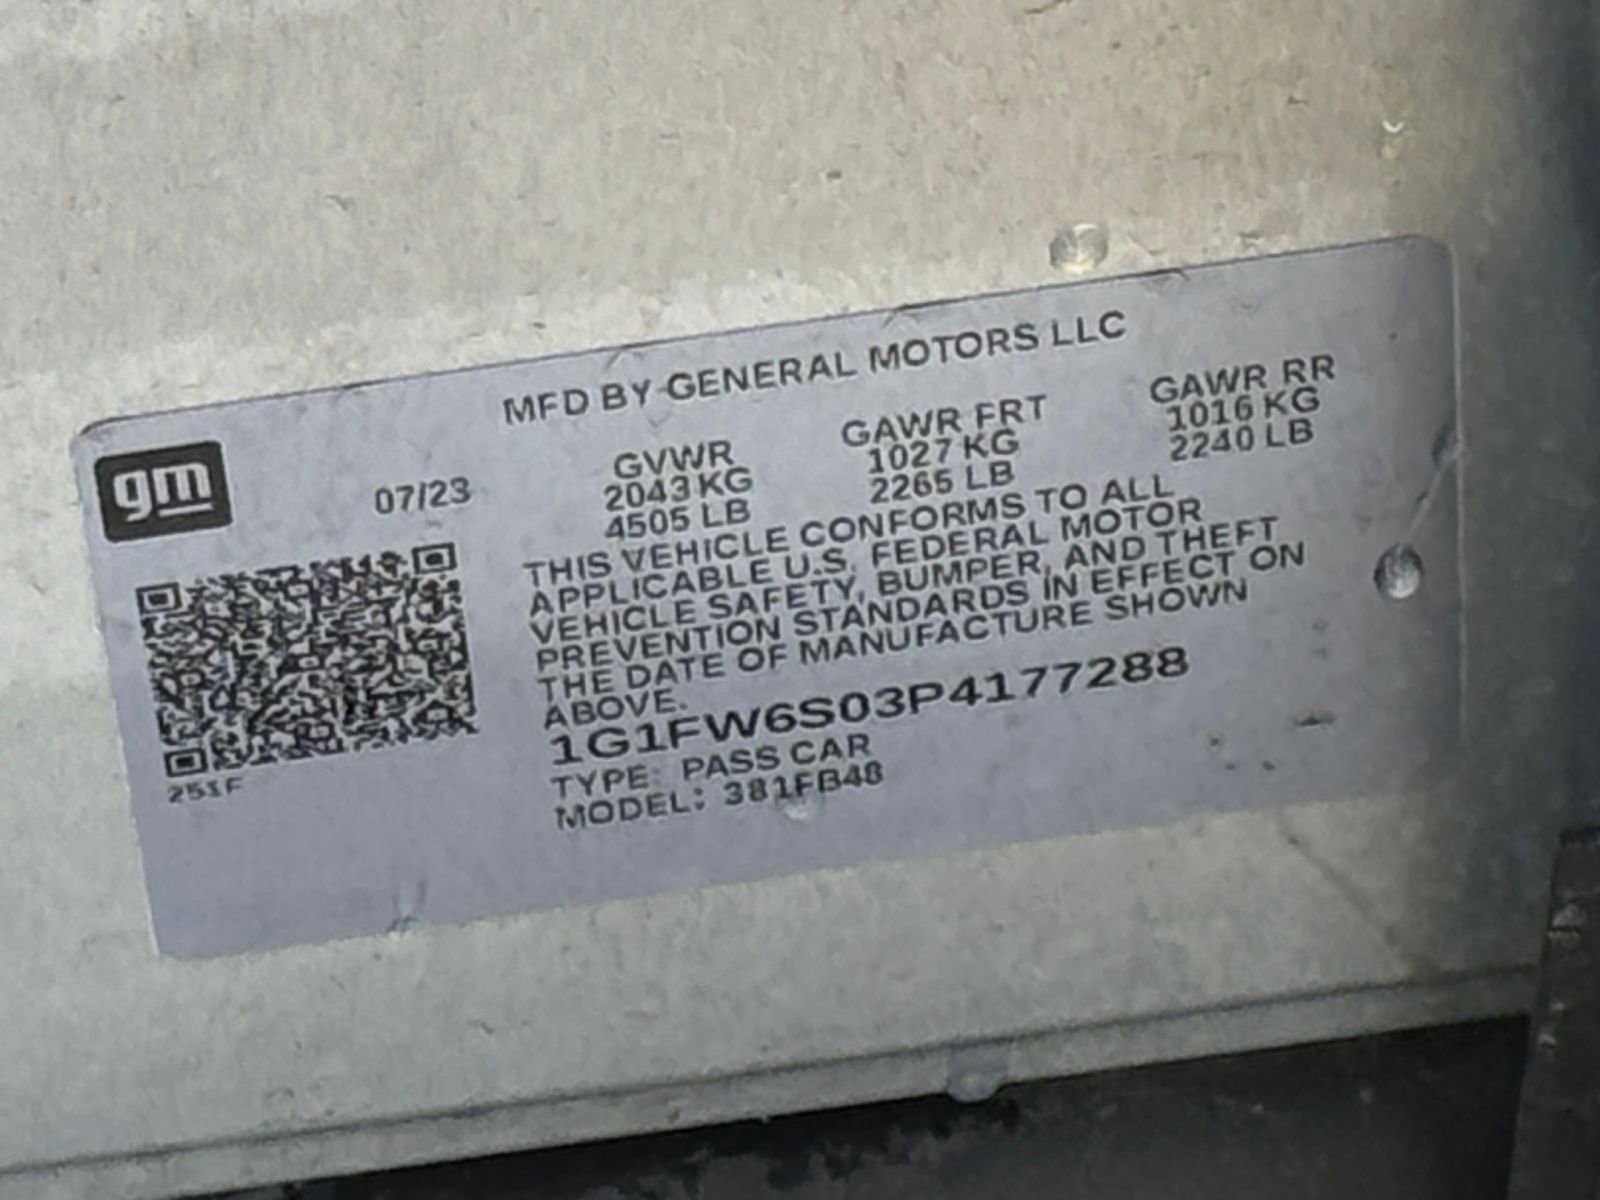 MFD BY GENERAL MOTORS LLC
gm
07/23
GVWR
2043 KG
4505 LB
GAWR FRT
1027 KG
2265 LB
GAWR RR
1016 KG
2240 LB
THIS VEHICLE CONFORMS TO ALL
APPLICABLE U.S. FEDERAL MOTOR
VEHICLE SAFETY, BUMPER, AND THEFT
PREVENTION STANDARDS IN EFFECT ON
THE DATE OF MANUFACTURE SHOWN
ABOVE.
1G1FW6S03P4177288
TYPE: PASS CAR
MODEL: 381FB48
251F